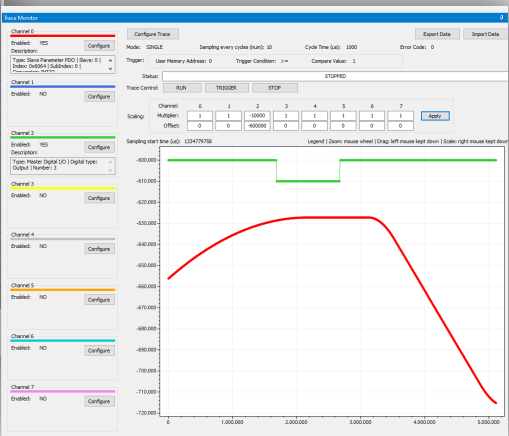 Trace Monitor
Channel 0
Enabled: YES
Configure
Description:
Type: Slave Parameter PDO | Slave: 0 |
Index: 0x6064 | SubIndex: 0 |
Channel 1
Enabled: NO
Configure
Channel 2
Enabled: YES
Configure
Description:
Type: Master Digital I/O | Digital type:
Output | Number: 3
Channel 3
Enabled: NO
Configure
Channel 4
Enabled: NO
Configure
Channel 5
Enabled: NO
Configure
Channel 6
Enabled: NO
Configure
Channel 7
Enabled: NO
Configure
Configure Trace
Export Data
Import Data
Mode: SINGLE Sampling every cycles (num): 10 Cycle Time (us): 1000 Error Code: 0
Trigger: User Memory Address: 0 Trigger Condition: >= Compare Value: 1
Status: STOPPED
Trace Control: RUN TRIGGER STOP
Channel: 0 1 2 3 4 5 6 7
Scaling: Multiplier: 1 1 -10000 1 1 1 1 1 Apply
Offset: 0 0 -600000 0 0 0 0 0
Sampling start time (us): 1334779758 Legend | Zoom: mouse wheel | Drag: left mouse kept down | Scale: right mouse kept down
-600.000
-610.000
-620.000
-630.000
-640.000
-650.000
-660.000
-670.000
-680.000
-690.000
-700.000
-710.000
-720.000
0 1.000.000 2.000.000 3.000.000 4.000.000 5.000.000